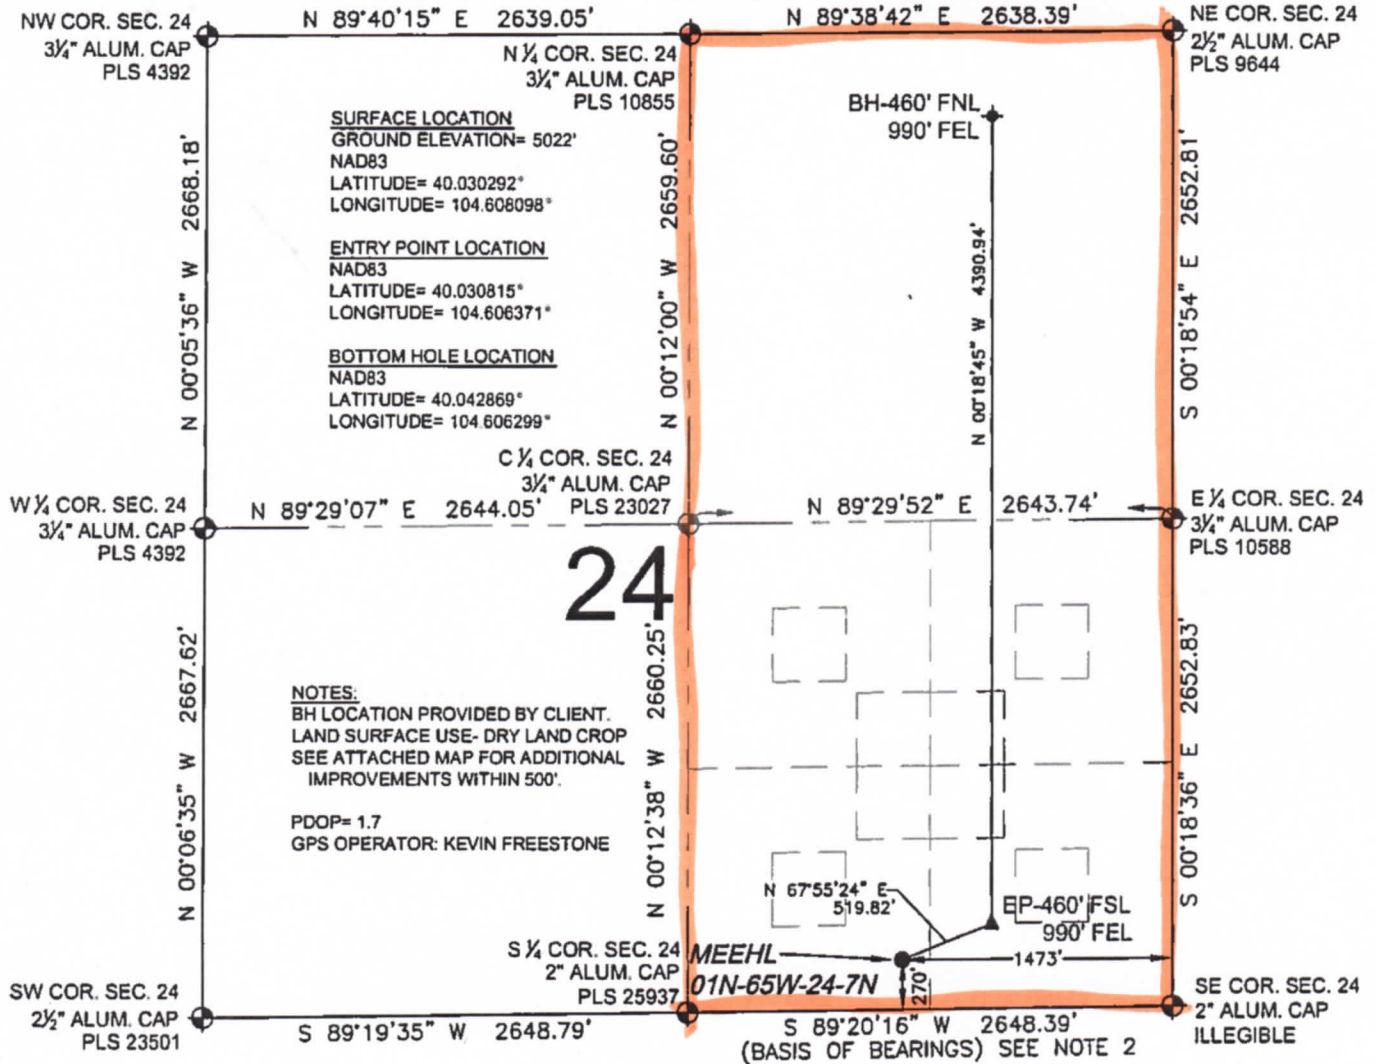 NW COR. SEC. 24
3¼" ALUM. CAP
PLS 4392
N 89°40'15" E 2639.05'
N ¼ COR. SEC. 24
3¼" ALUM. CAP
PLS 10855
N 89°38'42" E 2638.39'
NE COR. SEC. 24
2½" ALUM. CAP
PLS 9644
BH-460' FNL
990' FEL
SURFACE LOCATION
GROUND ELEVATION= 5022'
NAD83
LATITUDE= 40.030292°
LONGITUDE= 104.608098°
ENTRY POINT LOCATION
NAD83
LATITUDE= 40.030815°
LONGITUDE= 104.606371°
BOTTOM HOLE LOCATION
NAD83
LATITUDE= 40.042869°
LONGITUDE= 104.606299°
N 00°05'36" W 2668.18'
N 00°12'00" W 2659.60'
N 00°18'45" W 4390.94'
S 00°18'54" E 2652.81'
W ¼ COR. SEC. 24
3¼" ALUM. CAP
PLS 4392
N 89°29'07" E 2644.05'
C ¼ COR. SEC. 24
3¼" ALUM. CAP
PLS 23027
N 89°29'52" E 2643.74'
E ¼ COR. SEC. 24
3¼" ALUM. CAP
PLS 10588
24
NOTES:
BH LOCATION PROVIDED BY CLIENT.
LAND SURFACE USE- DRY LAND CROP
SEE ATTACHED MAP FOR ADDITIONAL
IMPROVEMENTS WITHIN 500'.
PDOP= 1.7
GPS OPERATOR: KEVIN FREESTONE
N 00°06'35" W 2667.62'
N 00°12'38" W 2660.25'
S 00°18'36" E 2652.83'
N 67°55'24" E
519.82'
EP-460' FSL
990' FEL
1473'
270'
MEEHL
01N-65W-24-7N
S ¼ COR. SEC. 24
2" ALUM. CAP
PLS 25937
SW COR. SEC. 24
2½" ALUM. CAP
PLS 23501
S 89°19'35" W 2648.79'
S 89°20'16" W 2648.39'
(BASIS OF BEARINGS) SEE NOTE 2
SE COR. SEC. 24
2" ALUM. CAP
ILLEGIBLE